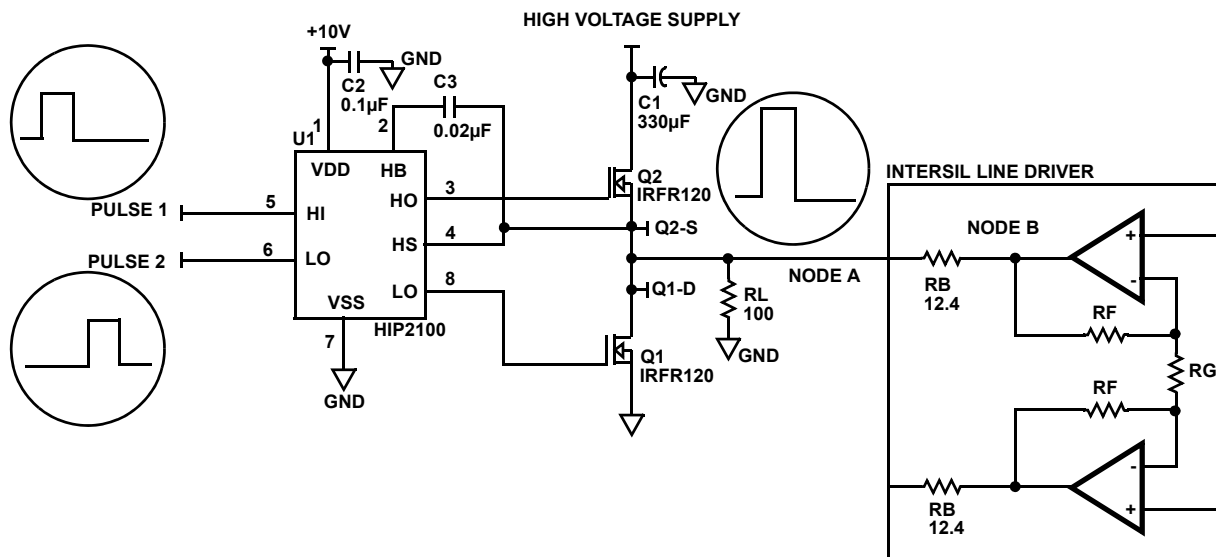 HIGH VOLTAGE SUPPLY
+10V
GND
C2
0.1µF
C3
0.02µF
GND
C1
330µF
1
2
U1
VDD
HB
Q2
IRFR120
INTERSIL LINE DRIVER
HO
3
PULSE 1
5
HI
Q2-S
NODE B
+
-
HS
4
PULSE 2
6
LO
NODE A
RB
12.4
LO
8
Q1-D
RL
100
RF
VSS
7
HIP2100
GND
Q1
IRFR120
GND
RG
RF
-
+
RB
12.4